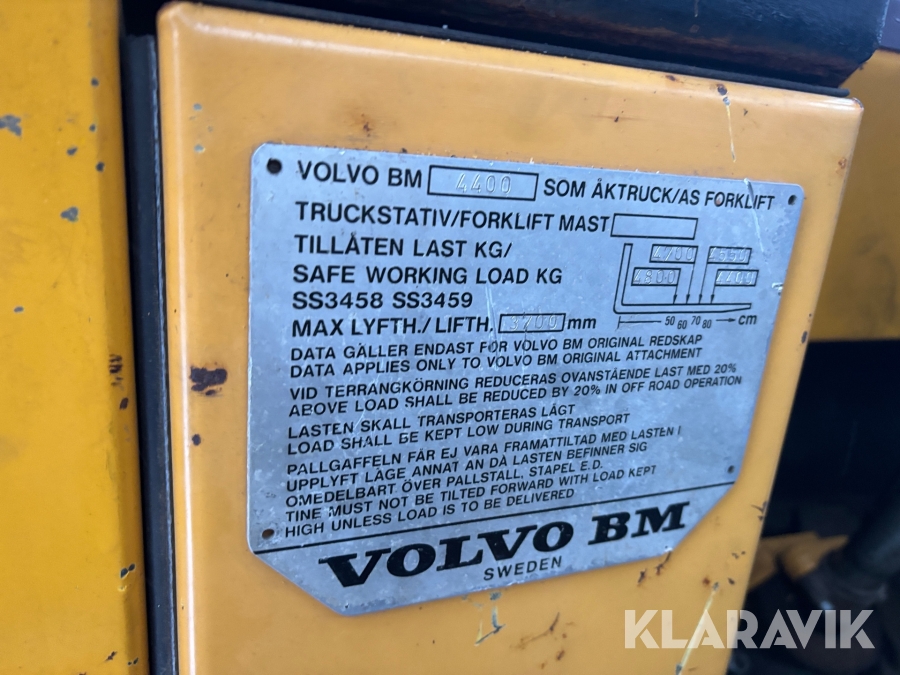 VOLVO BM 4400 SOM ÅKTRUCK/AS FORKLIFT
TRUCKSTATIV/FORKLIFT MAST
TILLÅTEN LAST KG/
4700 4550
SAFE WORKING LOAD KG
4800 4400
SS3458 SS3459
MAX LYFTH./LIFTH. 3700 mm
50 60 70 80 cm
DATA GÄLLER ENDAST FÖR VOLVO BM ORIGINAL REDSKAP
DATA APPLIES ONLY TO VOLVO BM ORIGINAL ATTACHMENT
VID TERRÄNGKÖRNING REDUCERAS OVANSTÅENDE LAST MED 20%
ABOVE LOAD SHALL BE REDUCED BY 20% IN OFF ROAD OPERATION
LASTEN SKALL TRANSPORTERAS LÅGT
LOAD SHALL BE KEPT LOW DURING TRANSPORT
PALLGAFFELN FÅR EJ VARA FRAMÅTTILTAD MED LASTEN I
UPPLYFT LÄGE ANNAT ÄN DÅ LASTEN BEFINNER SIG
OMEDELBART ÖVER PALLSTÄLL, STAPEL E.D.
TINE MUST NOT BE TILTED FORWARD WITH LOAD KEPT
HIGH UNLESS LOAD IS TO BE DELIVERED
VOLVO BM
SWEDEN
KLARAVIK